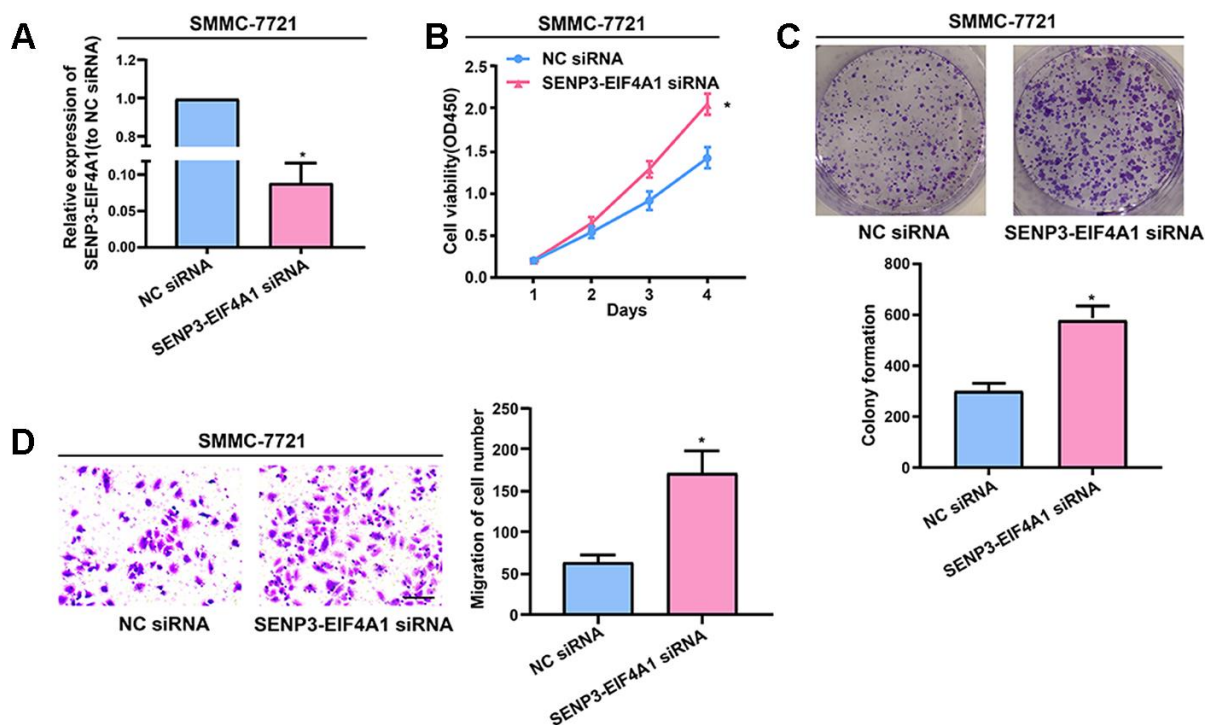 A
SMMC-7721
Relative expression of
SENP3-EIF4A1(to NC siRNA)
1.2
1.0
0.8
0.10
0.05
0.00
*
NC siRNA
SENP3-EIF4A1 siRNA
B
SMMC-7721
NC siRNA
SENP3-EIF4A1 siRNA
Cell viability(OD450)
2.5
2.0
1.5
1.0
0.5
0.0
*
1 2 3 4
Days
C
SMMC-7721
NC siRNA
SENP3-EIF4A1 siRNA
Colony formation
800
600
400
200
0
*
NC siRNA
SENP3-EIF4A1 siRNA
D
SMMC-7721
NC siRNA
SENP3-EIF4A1 siRNA
Migration of cell number
250
200
150
100
50
0
*
NC siRNA
SENP3-EIF4A1 siRNA